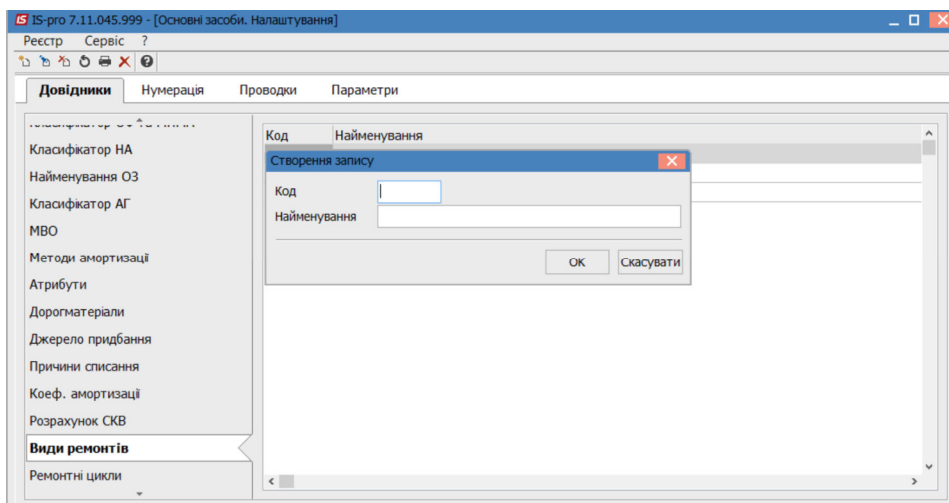 IS-pro 7.11.045.999 - [Основні засоби. Налаштування]
Реєстр Сервіс ?
Довідники Нумерація Проводки Параметри
Класифікатор НА
Найменування ОЗ
Класифікатор АГ
МВО
Методи амортизації
Атрибути
Дорогматеріали
Джерело придбання
Причини списання
Коеф. амортизації
Розрахунок СКВ
Види ремонтів
Ремонтні цикли
Код Найменування
Створення запису
Код
Найменування
OK Скасувати